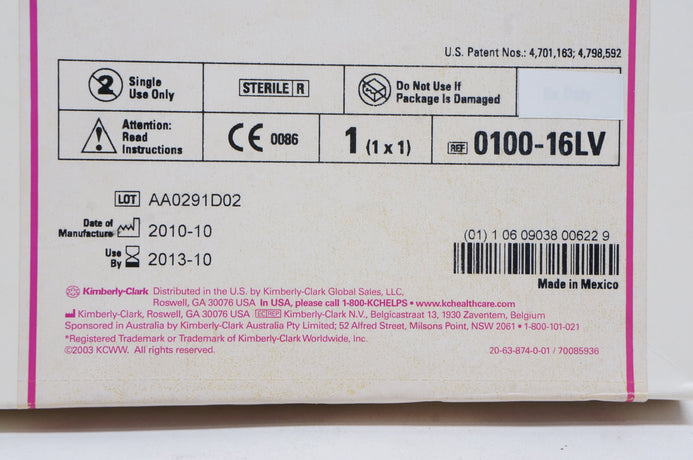 U.S. Patent Nos.: 4,701,163; 4,798,592
2 Single
Use Only
STERILE R
Do Not Use If
Package Is Damaged
Attention:
Read
Instructions
CE 0086
1 (1 x 1)
REF 0100-16LV
LOT AA0291D02
Date of
Manufacture 2010-10
Use
By 2013-10
(01) 1 06 09038 00622 9
Made in Mexico
Kimberly-Clark Distributed in the U.S. by Kimberly-Clark Global Sales, LLC,
Roswell, GA 30076 USA In USA, please call 1-800-KCHELPS • www.kchealthcare.com
Kimberly-Clark, Roswell, GA 30076 USA EC REP Kimberly-Clark N.V., Belgicastraat 13, 1930 Zaventem, Belgium
Sponsored in Australia by Kimberly-Clark Australia Pty Limited; 52 Alfred Street, Milsons Point, NSW 2061 • 1-800-101-021
*Registered Trademark or Trademark of Kimberly-Clark Worldwide, Inc.
©2003 KCWW. All rights reserved.
20-63-874-0-01 / 70085936